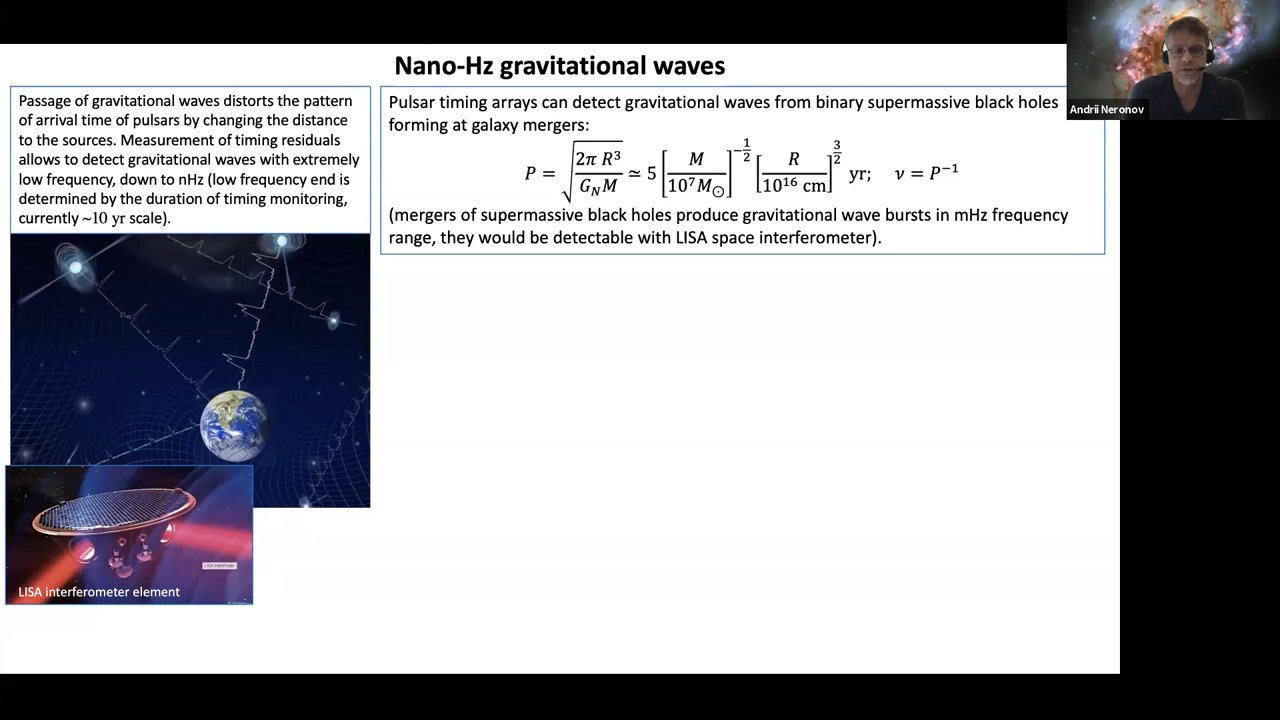 Nano-Hz gravitational waves
Andrii Neronov
Passage of gravitational waves distorts the pattern
of arrival time of pulsars by changing the distance
to the sources. Measurement of timing residuals
allows to detect gravitational waves with extremely
low frequency, down to nHz (low frequency end is
determined by the duration of timing monitoring,
currently ~10 yr scale).
Pulsar timing arrays can detect gravitational waves from binary supermassive black holes
forming at galaxy mergers:
P = √(2π R³ / G_N M) ≃ 5 [M / 10⁷M_⊙]^(-1/2) [R / 10¹⁶ cm]^(3/2) yr; ν = P⁻¹
(mergers of supermassive black holes produce gravitational wave bursts in mHz frequency
range, they would be detectable with LISA space interferometer).
LISA interferometer element